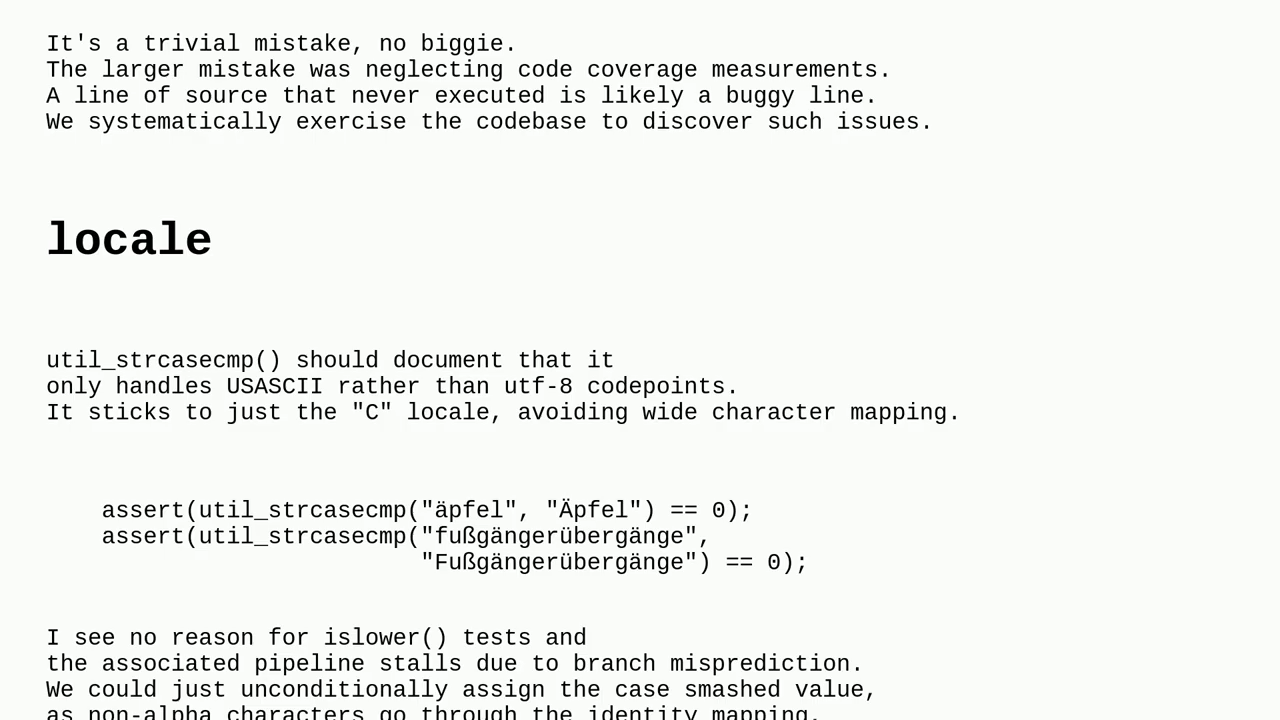 It's a trivial mistake, no biggie.
The larger mistake was neglecting code coverage measurements.
A line of source that never executed is likely a buggy line.
We systematically exercise the codebase to discover such issues.
locale
util_strcasecmp() should document that it
only handles USASCII rather than utf-8 codepoints.
It sticks to just the "C" locale, avoiding wide character mapping.
assert(util_strcasecmp("äpfel", "Äpfel") == 0);
assert(util_strcasecmp("fußgängerübergänge",
"Fußgängerübergänge") == 0);
I see no reason for islower() tests and
the associated pipeline stalls due to branch misprediction.
We could just unconditionally assign the case smashed value,
as non-alpha characters go through the identity mapping.